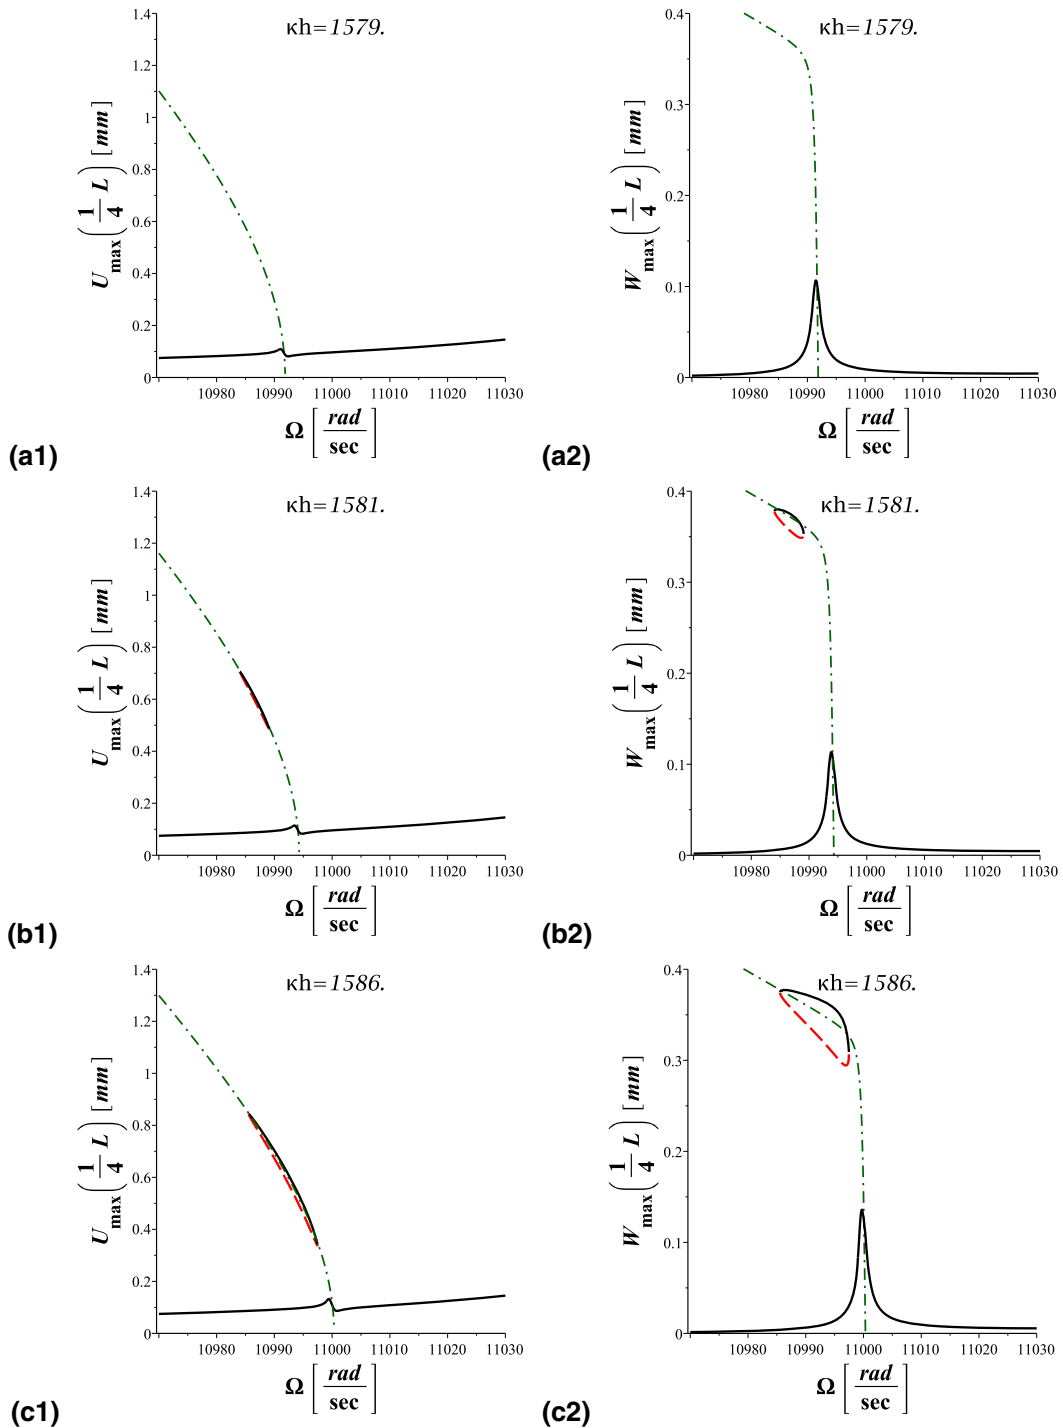 κh=1579.
U max (1/4 L) [mm]
1.4
1.2
1
0.8
0.6
0.4
0.2
0
10980 10990 11000 11010 11020 11030
Ω [rad/sec]
(a1)
κh=1579.
W max (1/4 L) [mm]
0.4
0.3
0.2
0.1
0
10980 10990 11000 11010 11020 11030
Ω [rad/sec]
(a2)
κh=1581.
U max (1/4 L) [mm]
1.4
1.2
1
0.8
0.6
0.4
0.2
0
10980 10990 11000 11010 11020 11030
Ω [rad/sec]
(b1)
κh=1581.
W max (1/4 L) [mm]
0.4
0.3
0.2
0.1
0
10980 10990 11000 11010 11020 11030
Ω [rad/sec]
(b2)
κh=1586.
U max (1/4 L) [mm]
1.4
1.2
1
0.8
0.6
0.4
0.2
0
10980 10990 11000 11010 11020 11030
Ω [rad/sec]
(c1)
κh=1586.
W max (1/4 L) [mm]
0.4
0.3
0.2
0.1
0
10980 10990 11000 11010 11020 11030
Ω [rad/sec]
(c2)